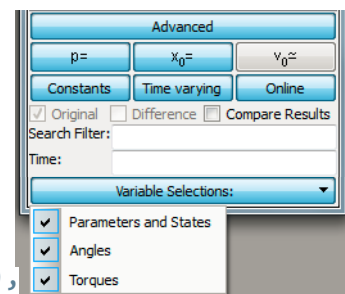 Advanced
p= x₀= v₀≃
Constants Time varying Online
Original Difference Compare Results
Search Filter:
Time:
Variable Selections:
Parameters and States
Angles
Torques